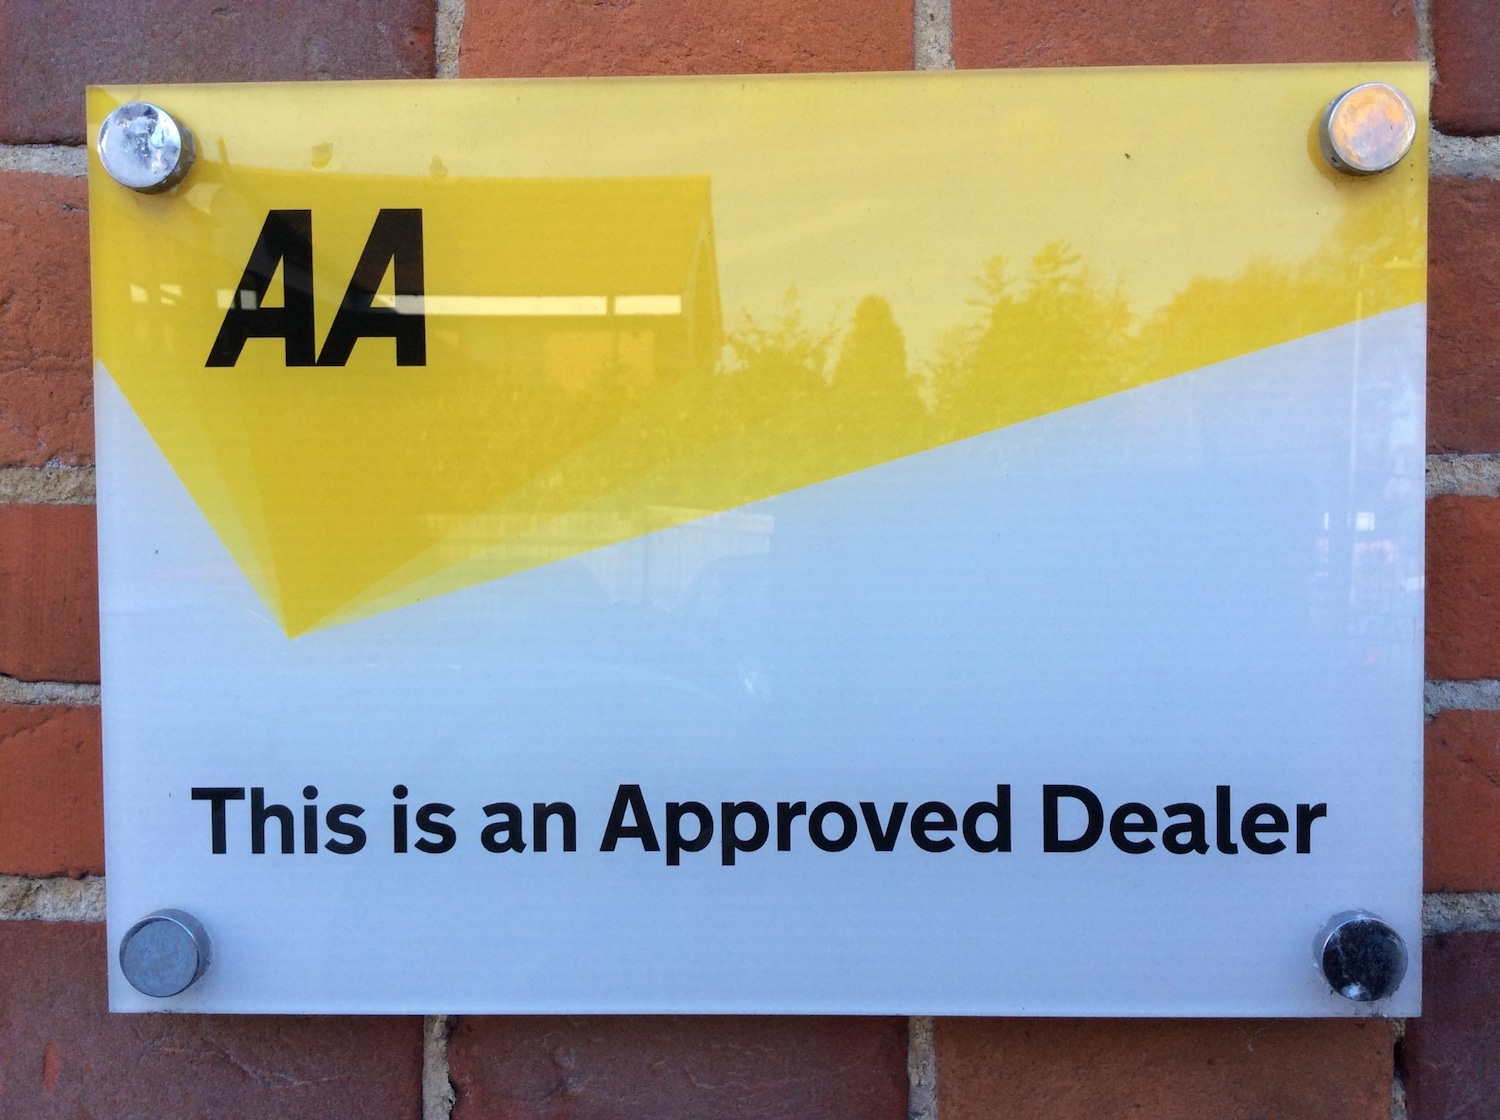 AA
This is an Approved Dealer